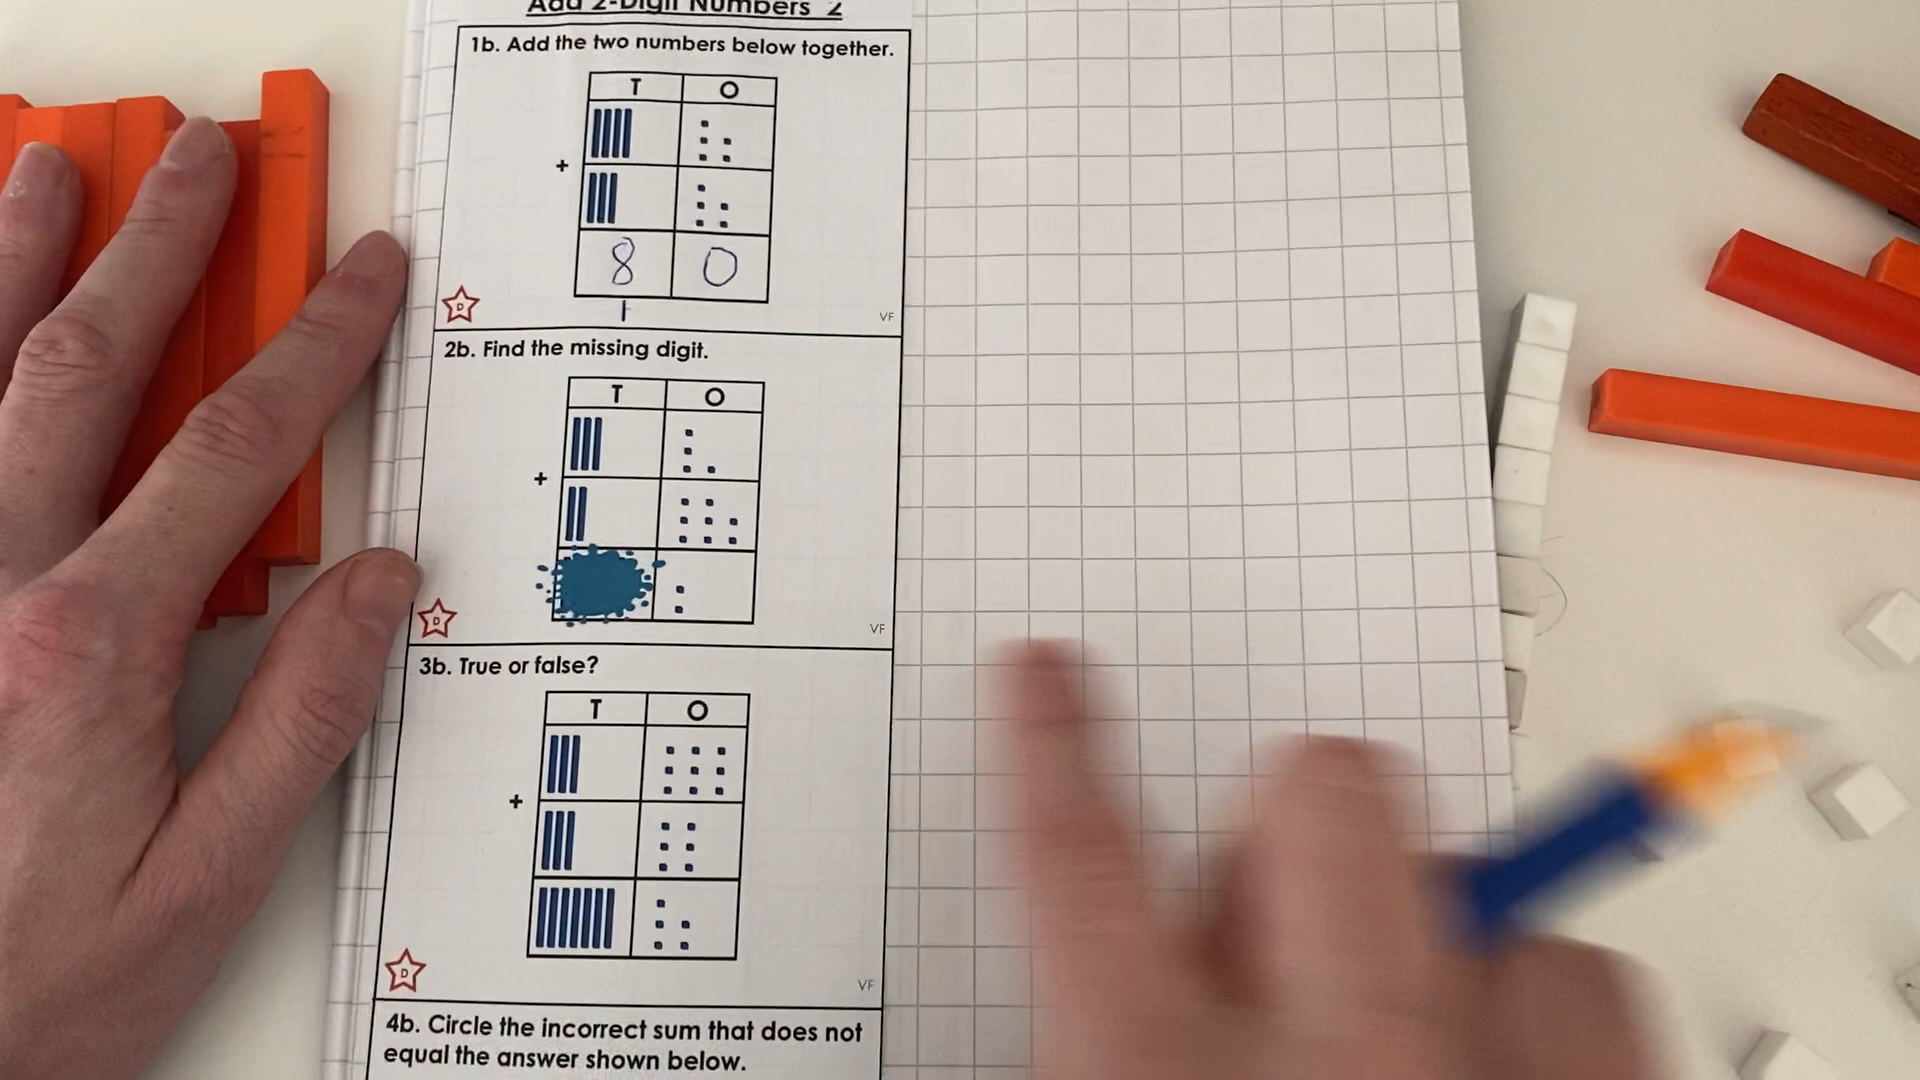 Add 2-Digit Numbers 2
1b. Add the two numbers below together.
T O
+
8 0
1
D
VF
2b. Find the missing digit.
T O
+
D
VF
3b. True or false?
T O
+
D
VF
4b. Circle the incorrect sum that does not
equal the answer shown below.